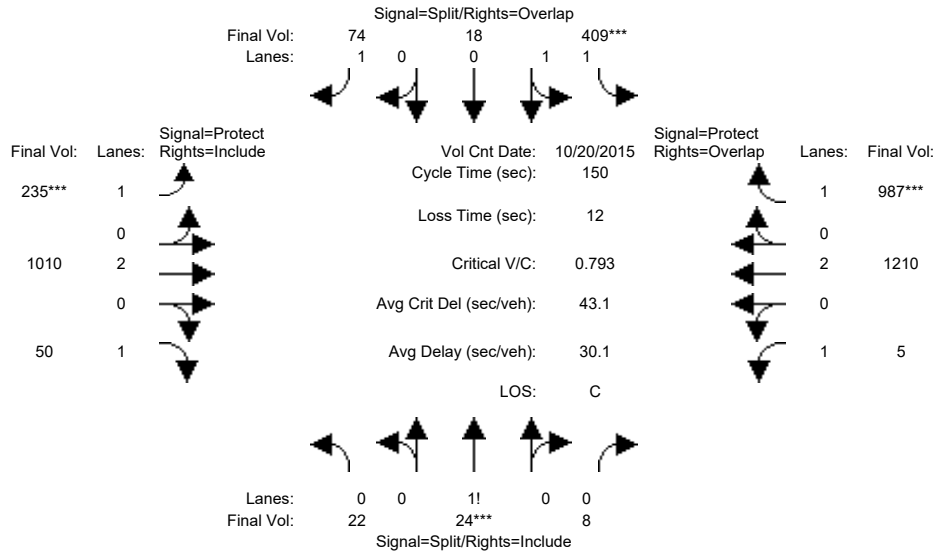 Signal=Split/Rights=Overlap
Final Vol: 74 18 409***
Lanes: 1 0 0 1 1
Signal=Protect Signal=Protect
Final Vol: Lanes: Rights=Include Vol Cnt Date: 10/20/2015 Rights=Overlap Lanes: Final Vol:
Cycle Time (sec): 150
235*** 1 1 987***
Loss Time (sec): 12
0 0
1010 2 Critical V/C: 0.793 2 1210
0 Avg Crit Del (sec/veh): 43.1 0
50 1 Avg Delay (sec/veh): 30.1 1 5
LOS: C
Lanes: 0 0 1! 0 0
Final Vol: 22 24*** 8
Signal=Split/Rights=Include